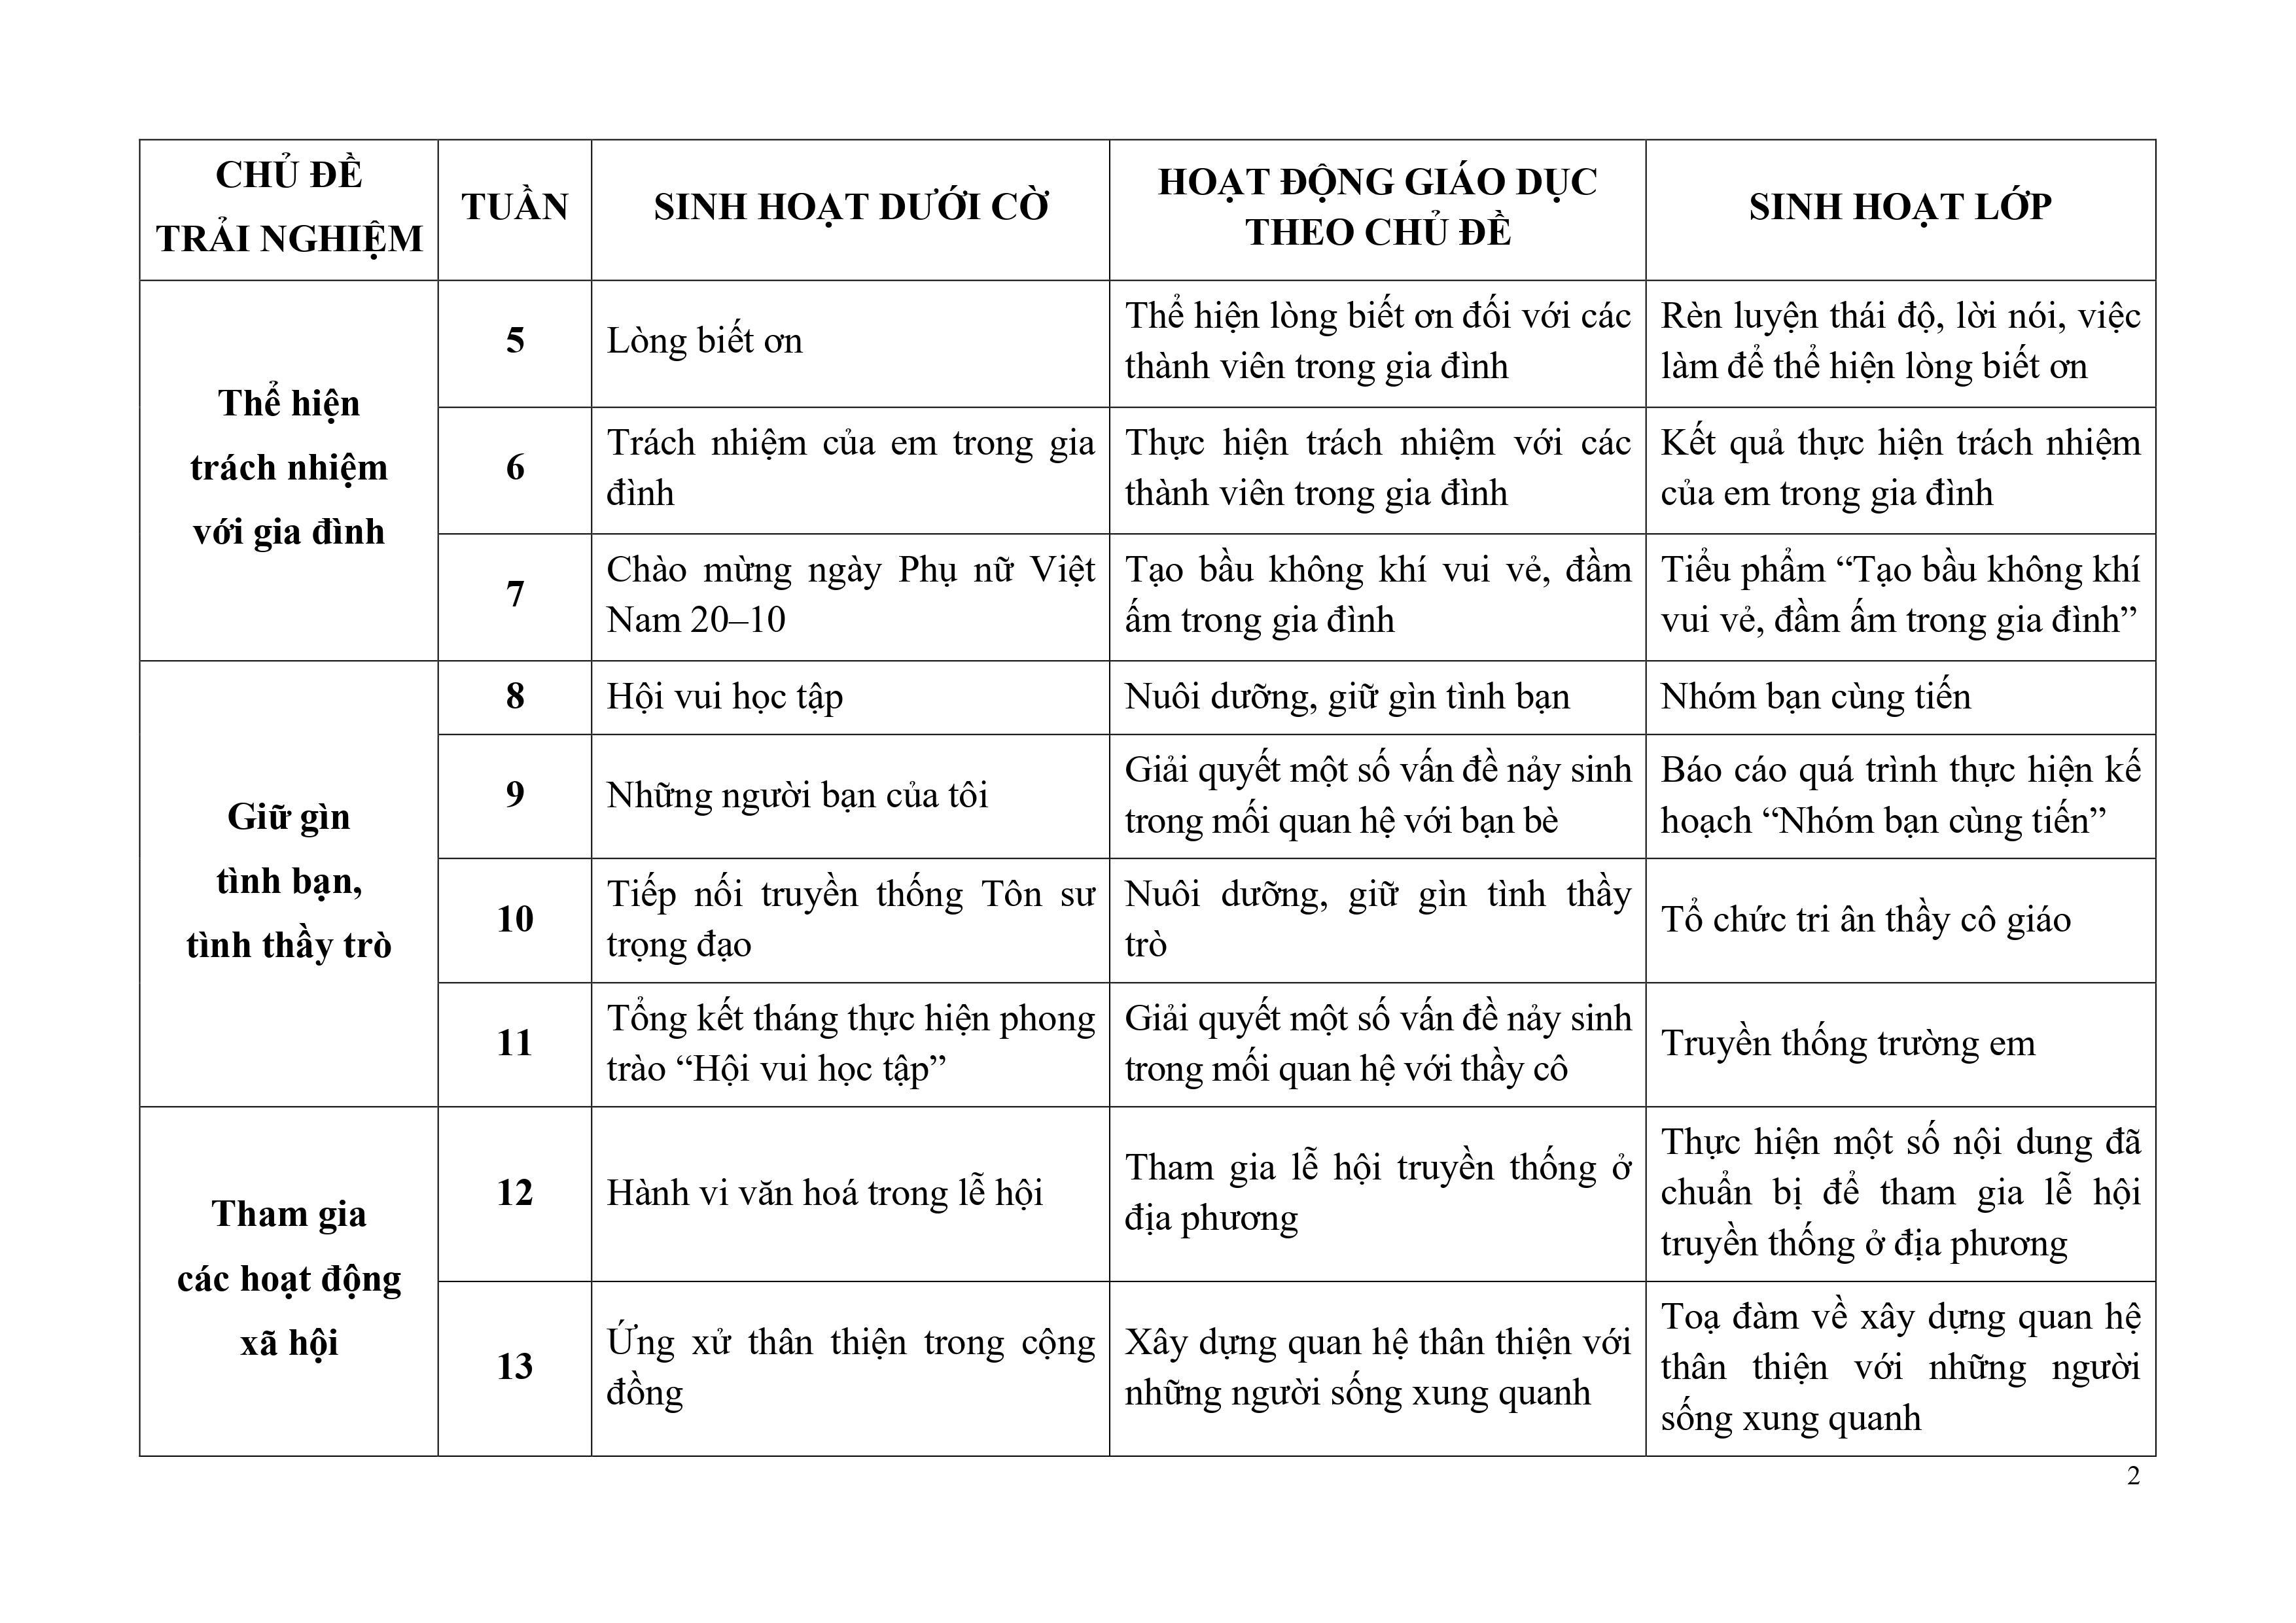 CHỦ ĐỀ
TRẢI NGHIỆM
TUẦN
SINH HOẠT DƯỚI CỜ
HOẠT ĐỘNG GIÁO DỤC
THEO CHỦ ĐỀ
SINH HOẠT LỚP
Thể hiện
trách nhiệm
với gia đình
5
Lòng biết ơn
Thể hiện lòng biết ơn đối với các
thành viên trong gia đình
Rèn luyện thái độ, lời nói, việc
làm để thể hiện lòng biết ơn
6
Trách nhiệm của em trong gia
đình
Thực hiện trách nhiệm với các
thành viên trong gia đình
Kết quả thực hiện trách nhiệm
của em trong gia đình
7
Chào mừng ngày Phụ nữ Việt
Nam 20–10
Tạo bầu không khí vui vẻ, đầm
ấm trong gia đình
Tiểu phẩm “Tạo bầu không khí
vui vẻ, đầm ấm trong gia đình”
Giữ gìn
tình bạn,
tình thầy trò
8
Hội vui học tập
Nuôi dưỡng, giữ gìn tình bạn
Nhóm bạn cùng tiến
9
Những người bạn của tôi
Giải quyết một số vấn đề nảy sinh
trong mối quan hệ với bạn bè
Báo cáo quá trình thực hiện kế
hoạch “Nhóm bạn cùng tiến”
10
Tiếp nối truyền thống Tôn sư
trọng đạo
Nuôi dưỡng, giữ gìn tình thầy
trò
Tổ chức tri ân thầy cô giáo
11
Tổng kết tháng thực hiện phong
trào “Hội vui học tập”
Giải quyết một số vấn đề nảy sinh
trong mối quan hệ với thầy cô
Truyền thống trường em
Tham gia
các hoạt động
xã hội
12
Hành vi văn hoá trong lễ hội
Tham gia lễ hội truyền thống ở
địa phương
Thực hiện một số nội dung đã
chuẩn bị để tham gia lễ hội
truyền thống ở địa phương
13
Ứng xử thân thiện trong cộng
đồng
Xây dựng quan hệ thân thiện với
những người sống xung quanh
Toạ đàm về xây dựng quan hệ
thân thiện với những người
sống xung quanh
2